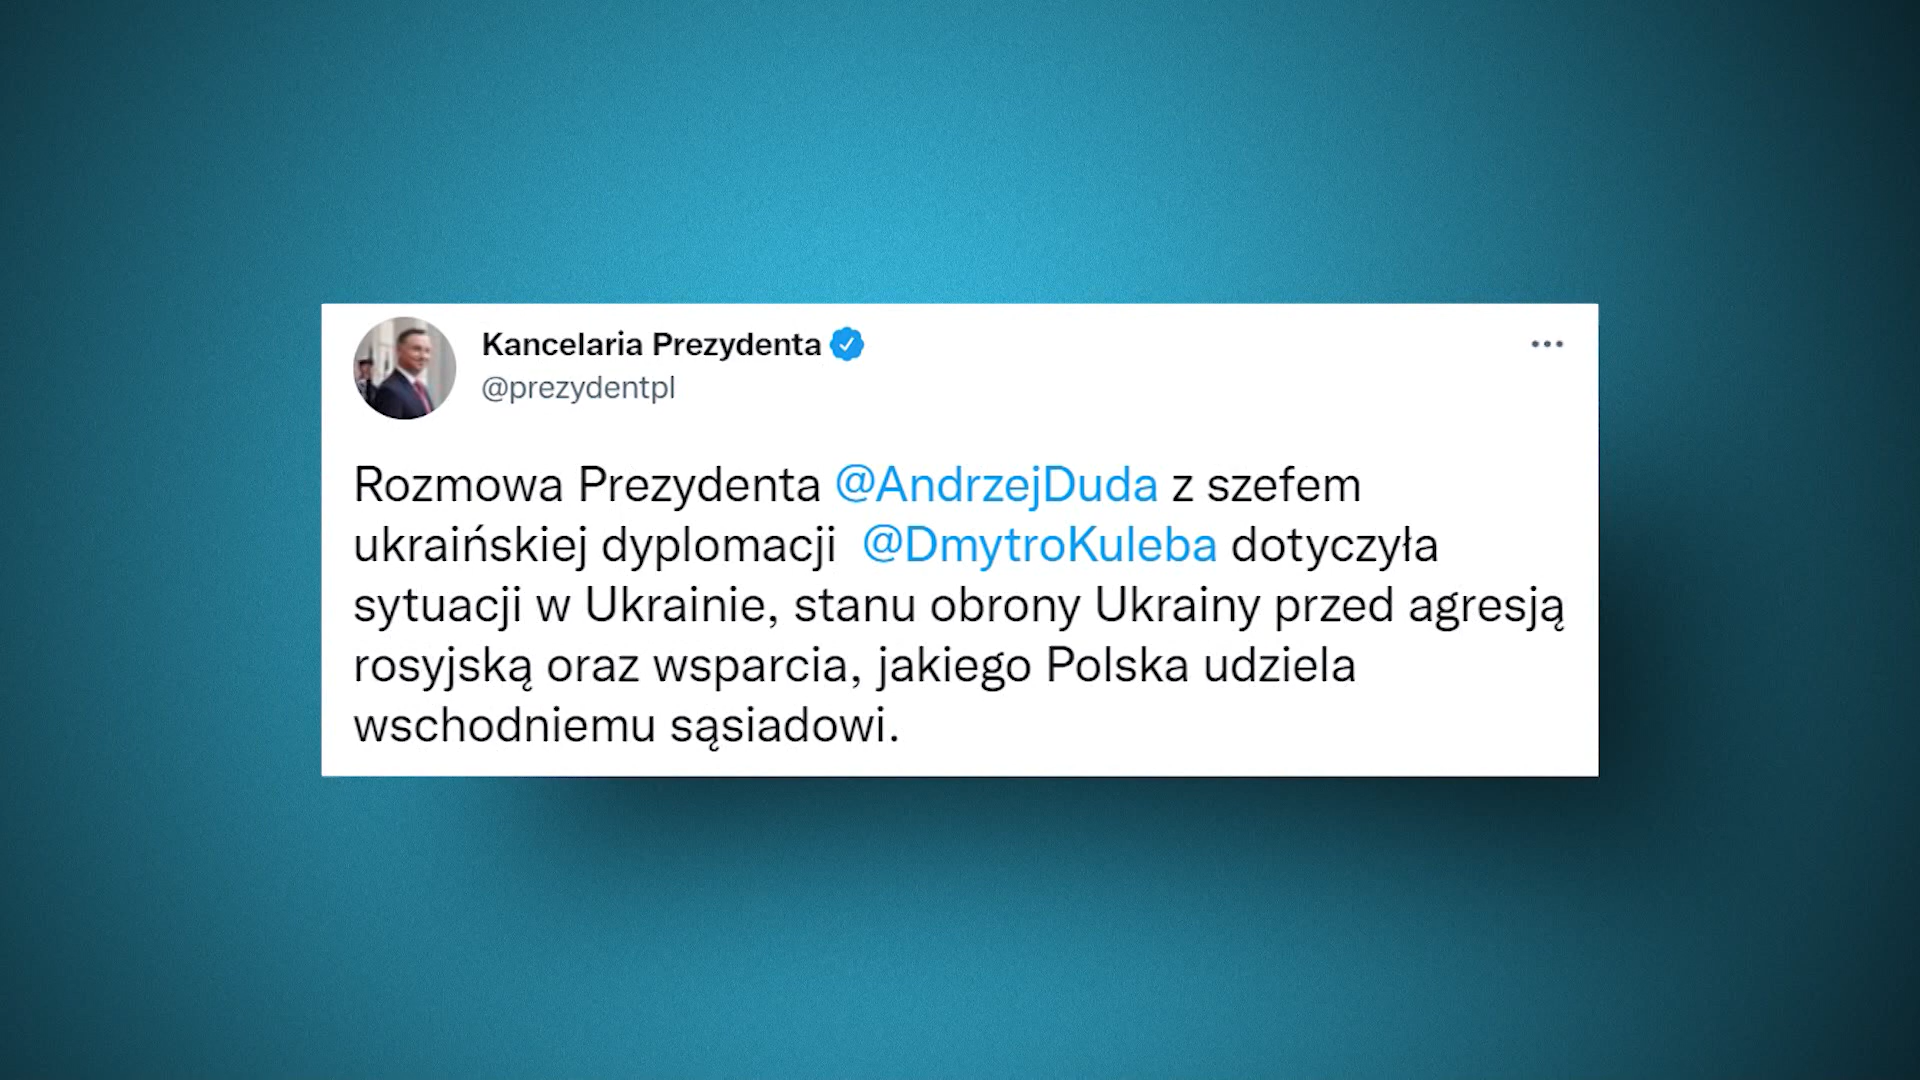 Kancelaria Prezydenta
@prezydentpl
Rozmowa Prezydenta @AndrzejDuda z szefem
ukraińskiej dyplomacji @DmytroKuleba dotyczyła
sytuacji w Ukrainie, stanu obrony Ukrainy przed agresją
rosyjską oraz wsparcia, jakiego Polska udziela
wschodniemu sąsiadowi.